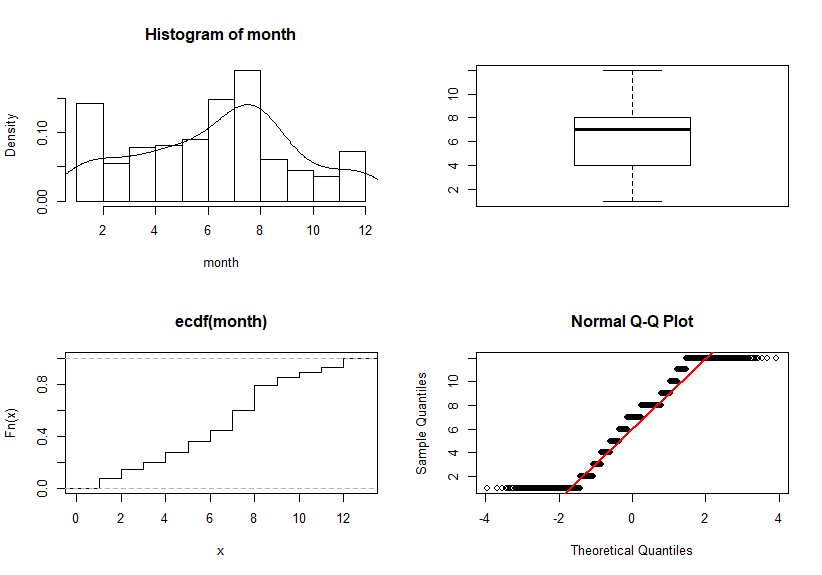 Histogram of month
Density
0.00 0.10
2 4 6 8 10 12
month
2 4 6 8 10
ecdf(month)
Fn(x)
0.0 0.4 0.8
0 2 4 6 8 10 12
x
Normal Q-Q Plot
Sample Quantiles
2 4 6 8 10
-4 -2 0 2 4
Theoretical Quantiles